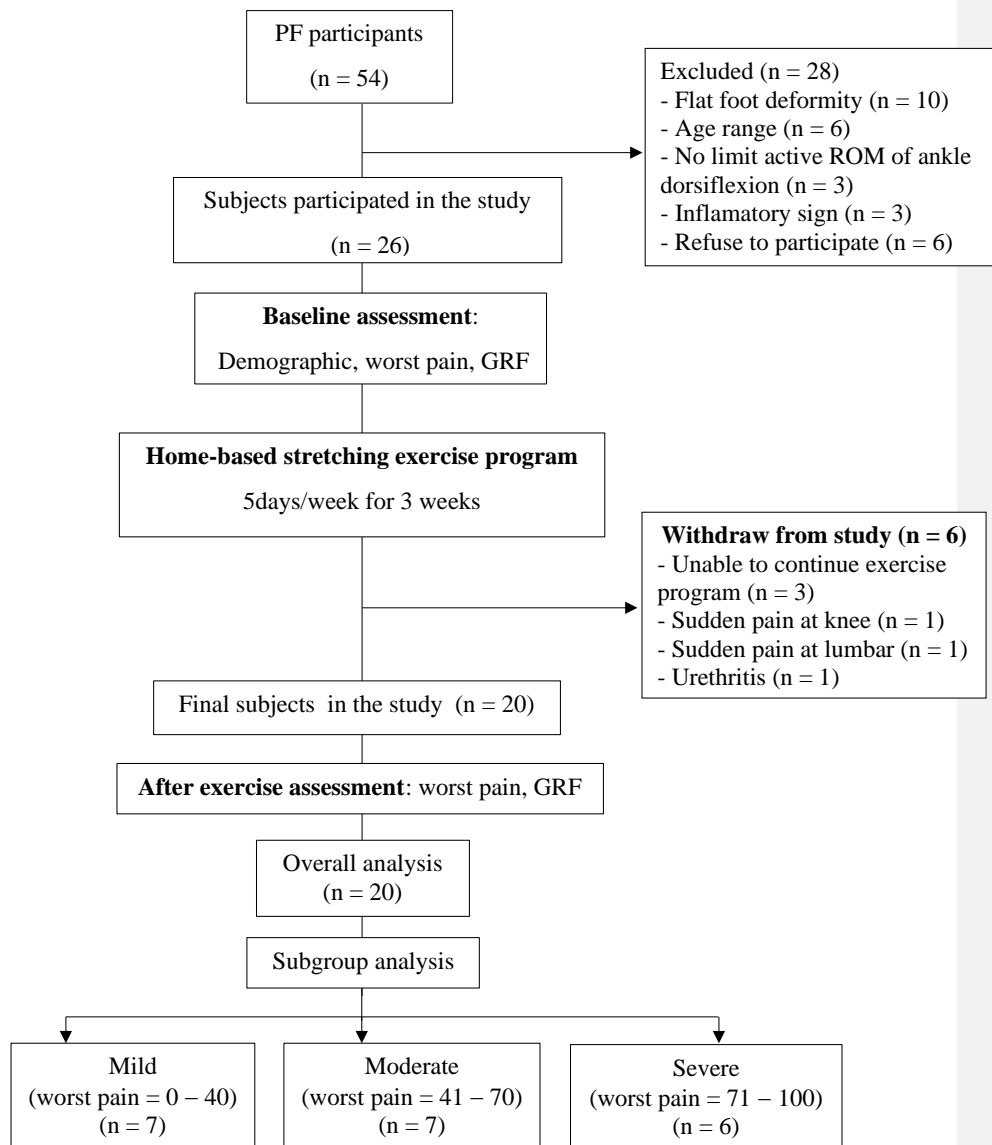 PF participants
(n = 54)
Excluded (n = 28)
- Flat foot deformity (n = 10)
- Age range (n = 6)
- No limit active ROM of ankle
dorsiflexion (n = 3)
- Inflamatory sign (n = 3)
- Refuse to participate (n = 6)
Subjects participated in the study
(n = 26)
Baseline assessment:
Demographic, worst pain, GRF
Home-based stretching exercise program
5days/week for 3 weeks
Withdraw from study (n = 6)
- Unable to continue exercise
program (n = 3)
- Sudden pain at knee (n = 1)
- Sudden pain at lumbar (n = 1)
- Urethritis (n = 1)
Final subjects in the study (n = 20)
After exercise assessment: worst pain, GRF
Overall analysis
(n = 20)
Subgroup analysis
Mild
(worst pain = 0 – 40)
(n = 7)
Moderate
(worst pain = 41 – 70)
(n = 7)
Severe
(worst pain = 71 – 100)
(n = 6)